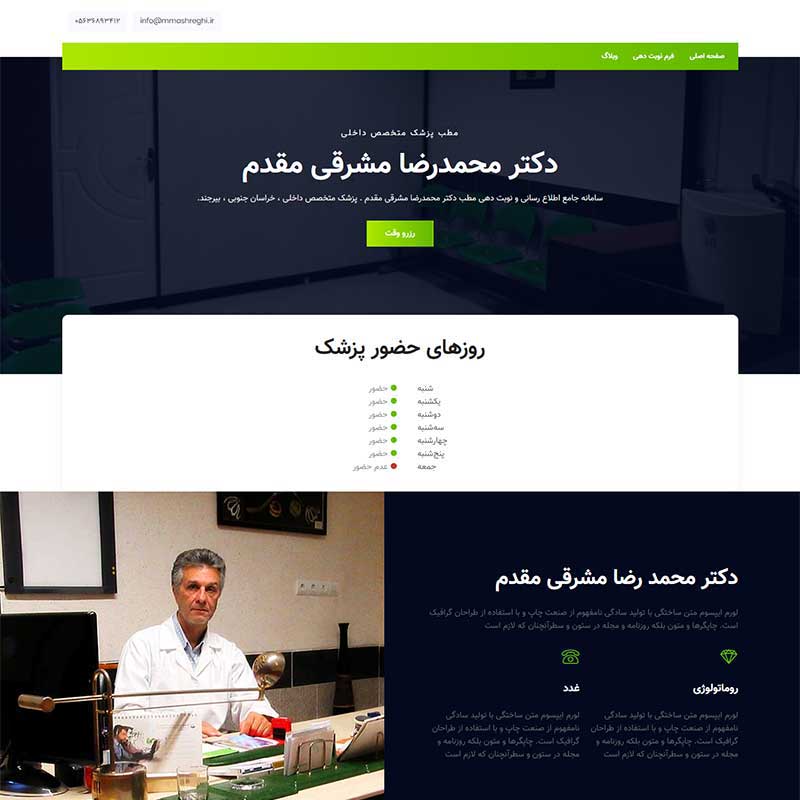 ۰۵۶۳۶۸۹۳۴۱۲
info@mmashreghi.ir
صفحه اصلی
فرم نوبت دهی
وبلاگ
مطب پزشک متخصص داخلی
دکتر محمدرضا مشرقی مقدم
سامانه جامع اطلاع رسانی و نوبت دهی مطب دکتر محمدرضا مشرقی مقدم . پزشک متخصص داخلی ، خراسان جنوبی ، بیرجند.
رزرو وقت
روزهای حضور پزشک
شنبه حضور
یکشنبه حضور
دوشنبه حضور
سه‌شنبه حضور
چهارشنبه حضور
پنج‌شنبه حضور
جمعه عدم حضور
دکتر محمد رضا مشرقی مقدم
لورم ایپسوم متن ساختگی با تولید سادگی نامفهوم از صنعت چاپ و با استفاده از طراحان گرافیک
است. چاپگرها و متون بلکه روزنامه و مجله در ستون و سطرآنچنان که لازم است
روماتولوژی
لورم ایپسوم متن ساختگی با تولید سادگی
نامفهوم از صنعت چاپ و با استفاده از طراحان
گرافیک است. چاپگرها و متون بلکه روزنامه و
مجله در ستون و سطرآنچنان که لازم است
غدد
لورم ایپسوم متن ساختگی با تولید سادگی
نامفهوم از صنعت چاپ و با استفاده از طراحان
گرافیک است. چاپگرها و متون بلکه روزنامه و
مجله در ستون و سطرآنچنان که لازم است